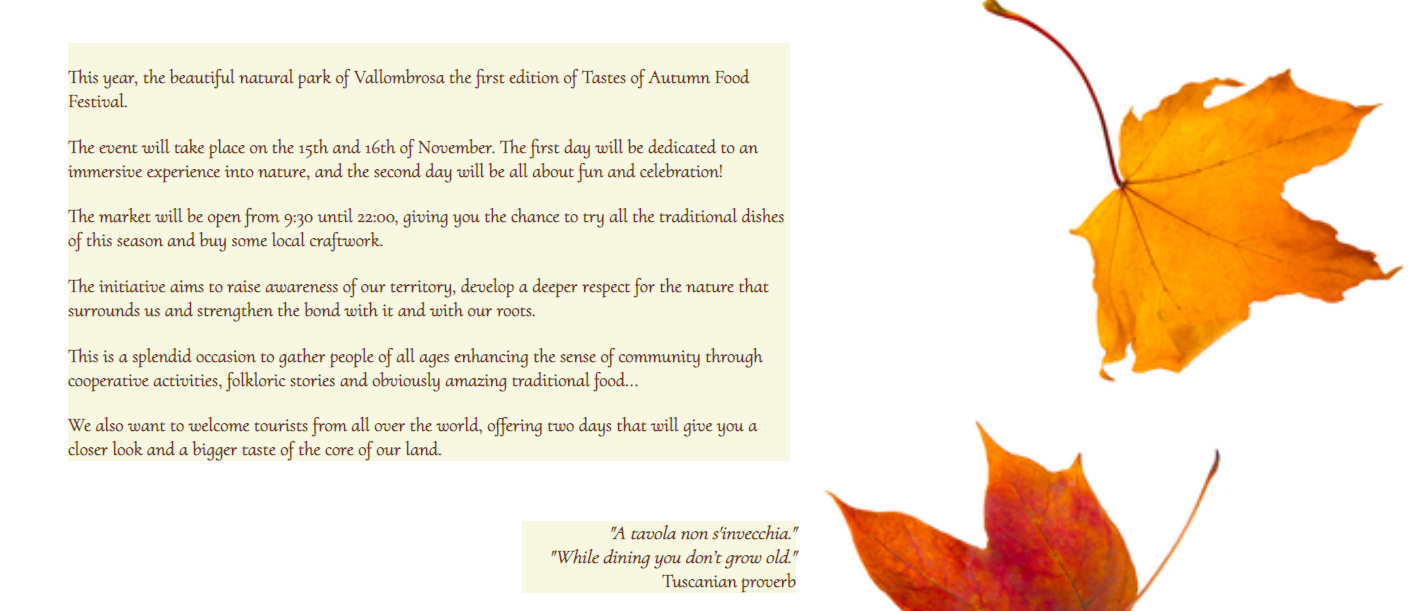 This year, the beautiful natural park of Vallombrosa the first edition of Tastes of Autumn Food
Festival.
The event will take place on the 15th and 16th of November. The first day will be dedicated to an
immersive experience into nature, and the second day will be all about fun and celebration!
The market will be open from 9:30 until 22:00, giving you the chance to try all the traditional dishes
of this season and buy some local craftwork.
The initiative aims to raise awareness of our territory, develop a deeper respect for the nature that
surrounds us and strengthen the bond with it and with our roots.
This is a splendid occasion to gather people of all ages enhancing the sense of community through
cooperative activities, folkloric stories and obviously amazing traditional food...
We also want to welcome tourists from all over the world, offering two days that will give you a
closer look and a bigger taste of the core of our land.
"A tavola non s'invecchia."
"While dining you don't grow old."
Tuscanian proverb